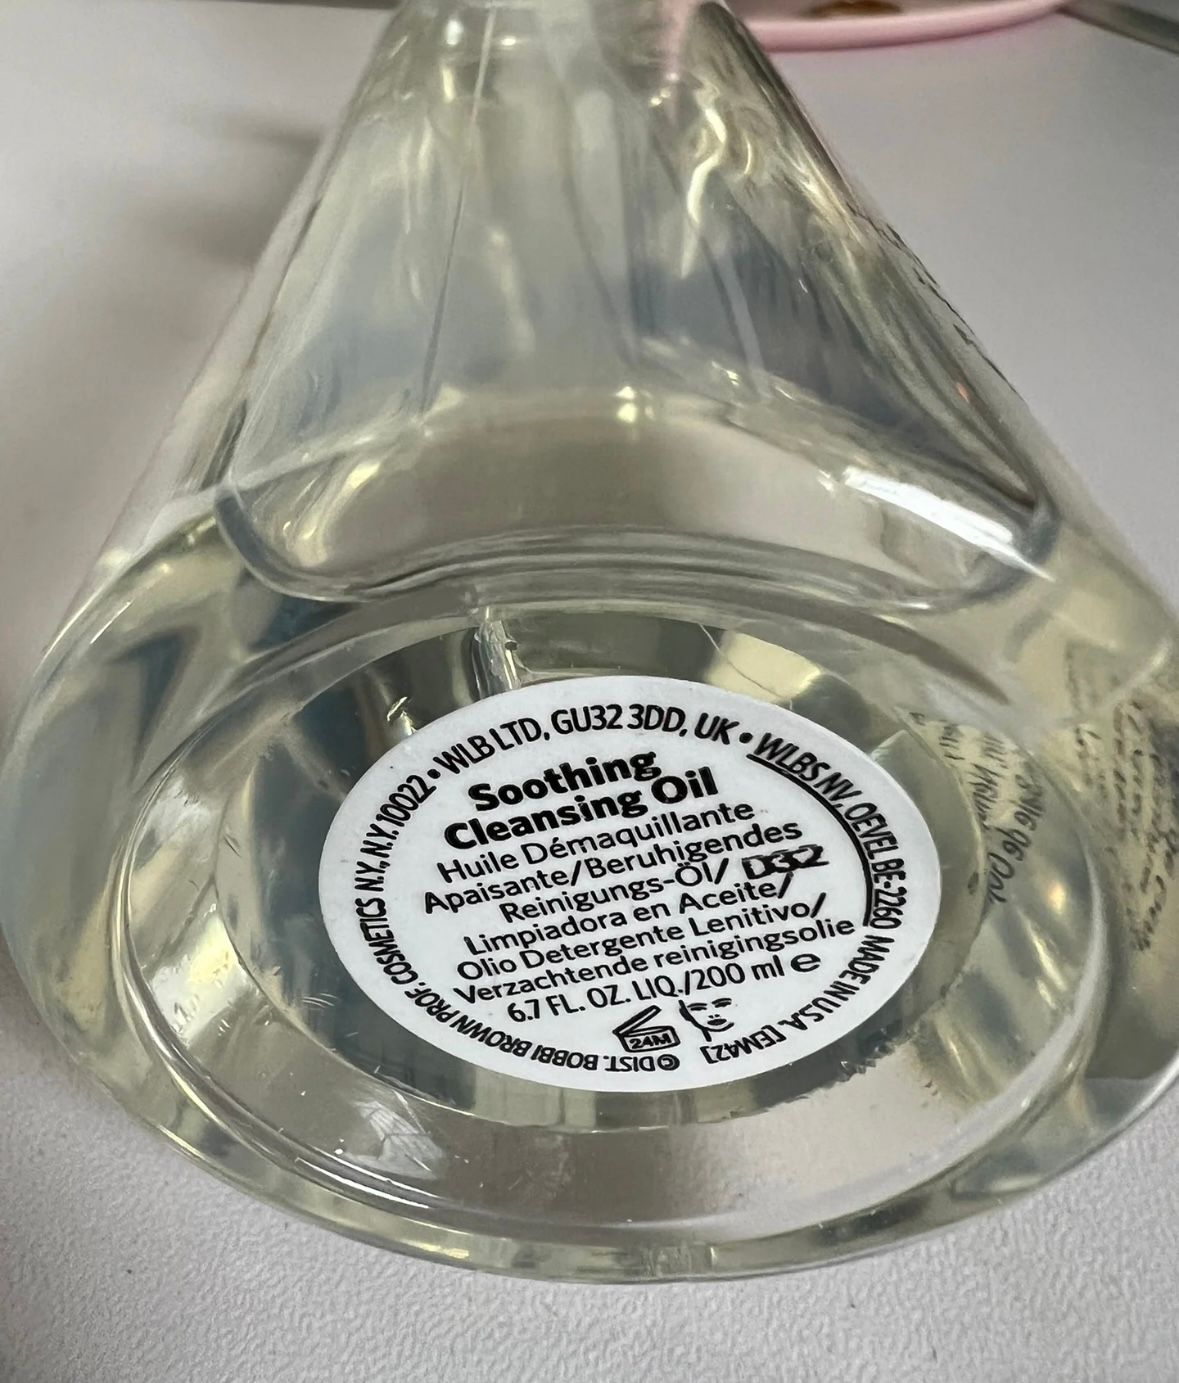 ©DIST. BOBBI BROWN PROF. COSMETICS N.Y., N.Y. 10022 • WLB LTD, GU32 3DD, UK • WLBS NV. OEVEL BE-2260 MADE IN U.S.A. [EM4Z]
Soothing
Cleansing Oil
Huile Démaquillante
Apaisante/Beruhigendes
Reinigungs-Öl/ D32
Limpiadora en Aceite/
Olio Detergente Lenitivo/
Verzachtende reinigingsolie
6.7 FL. OZ. LIQ./200 ml e
24M